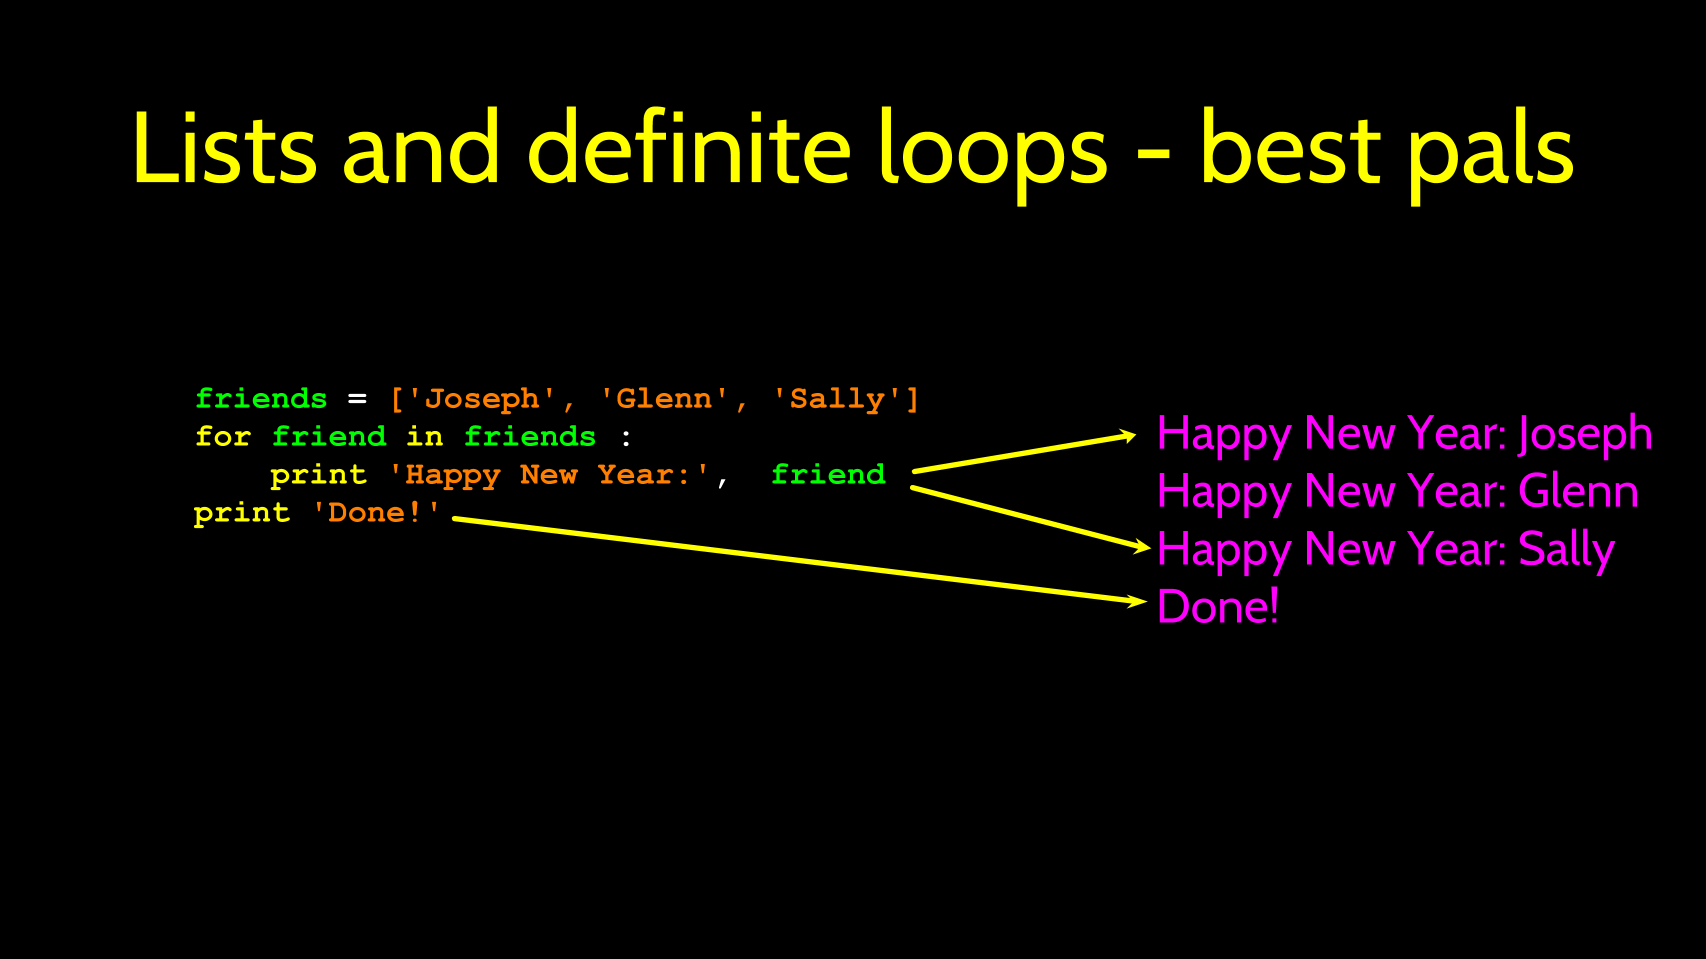 Lists and definite loops - best pals
friends = ['Joseph', 'Glenn', 'Sally']
for friend in friends :
    print 'Happy New Year:',  friend
print 'Done!'
Happy New Year: Joseph
Happy New Year: Glenn
Happy New Year: Sally
Done!